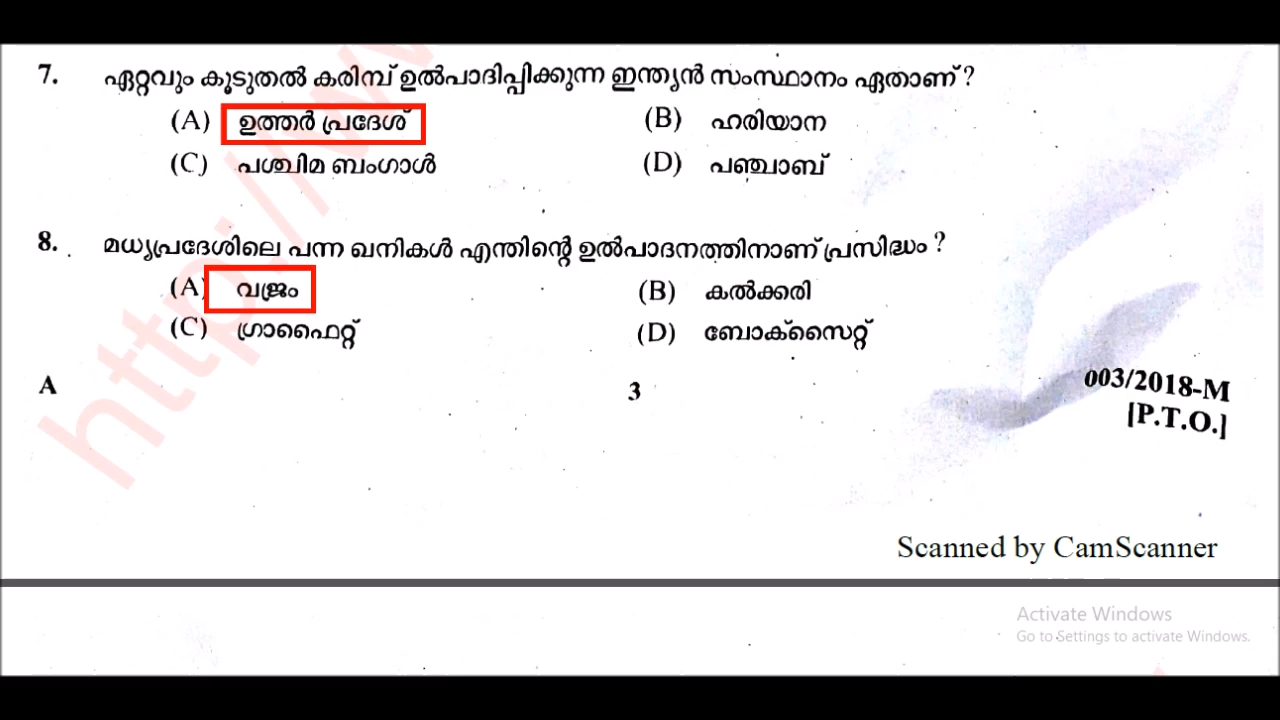 7. ഏറ്റവും കൂടുതൽ കരിമ്പ് ഉൽപാദിപ്പിക്കുന്ന ഇന്ത്യൻ സംസ്ഥാനം ഏതാണ് ?
(A) ഉത്തർ പ്രദേശ് (B) ഹരിയാന
(C) പശ്ചിമ ബംഗാൾ (D) പഞ്ചാബ്
8. മധ്യപ്രദേശിലെ പന്ന ഖനികൾ എന്തിന്റെ ഉൽപാദനത്തിനാണ് പ്രസിദ്ധം ?
(A) വജ്രം (B) കൽക്കരി
(C) ഗ്രാഫൈറ്റ് (D) ബോക്സൈറ്റ്
A 3 003/2018-M
[P.T.O.]
http://w
Scanned by CamScanner
Activate Windows
Go to Settings to activate Windows.